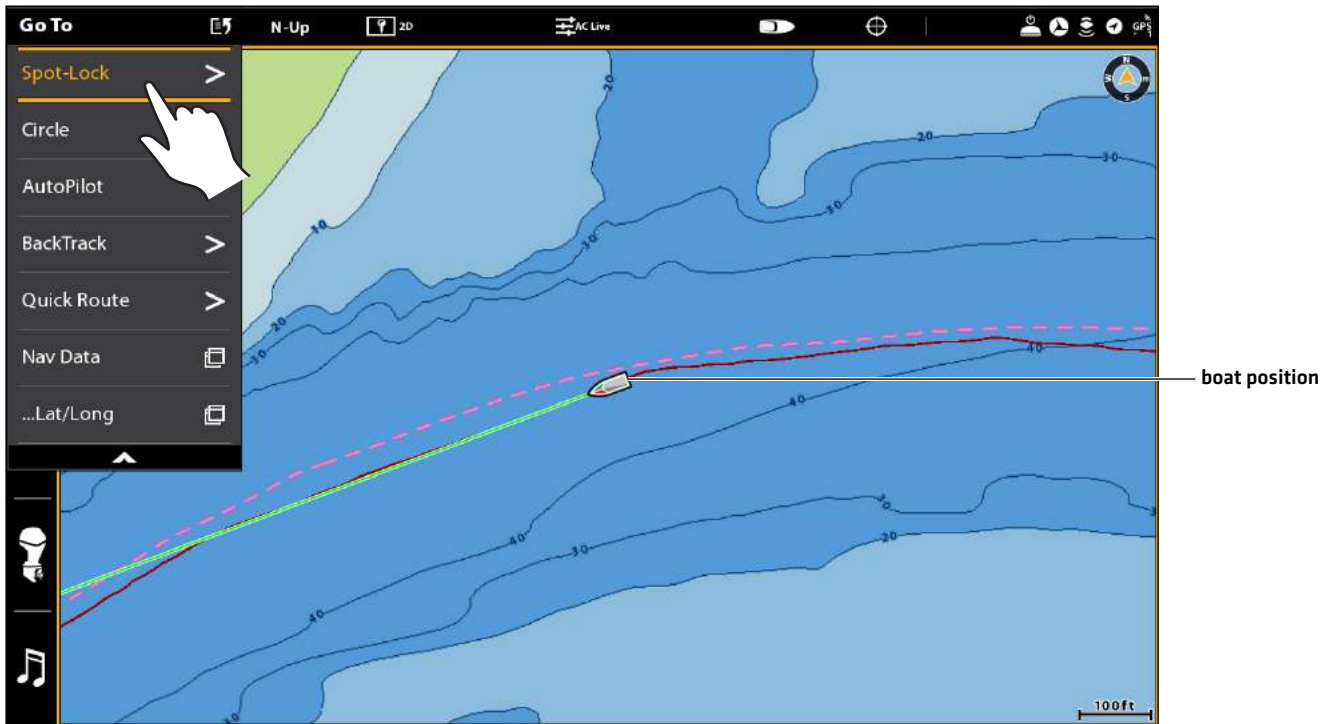 Go To
N-Up
2D
AC Live
GPS
Spot-Lock
Circle
AutoPilot
BackTrack
Quick Route
Nav Data
...Lat/Long
N
S
20
20
30
10
30
30
20
10
40
40
boat position
30
20
40
30
40
30
100ft